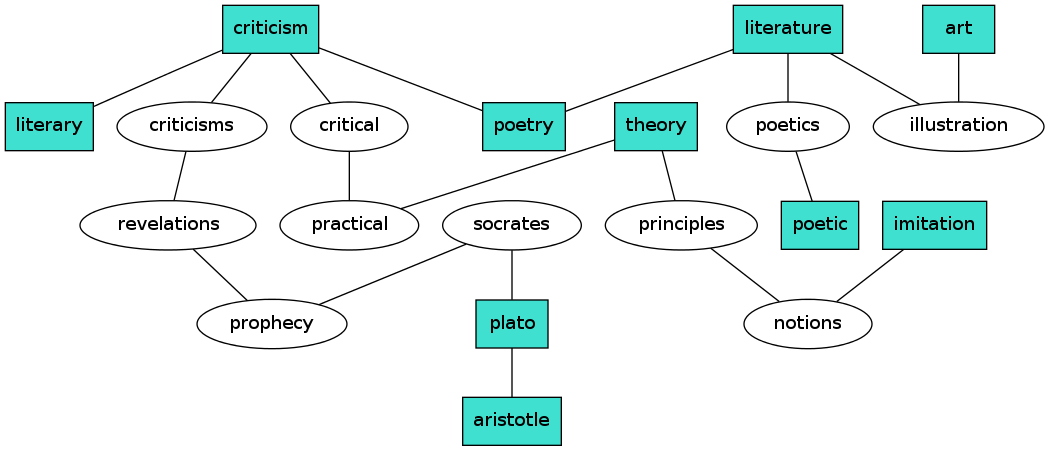 criticism
literature
art
literary
criticisms
critical
poetry
theory
poetics
illustration
revelations
practical
socrates
principles
poetic
imitation
prophecy
plato
notions
aristotle